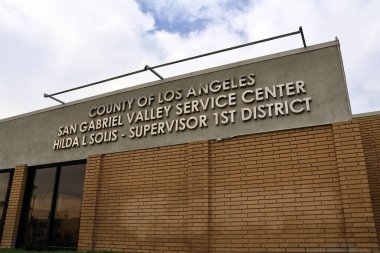 COUNTY OF LOS ANGELES
SAN GABRIEL VALLEY SERVICE CENTER
HILDA L SOLIS - SUPERVISOR 1ST DISTRICT